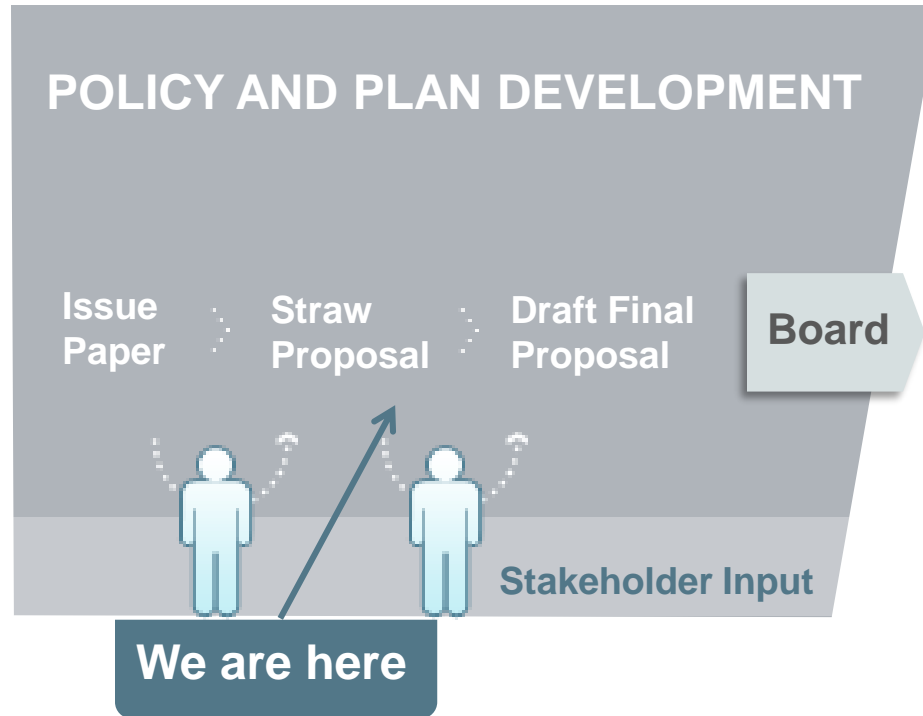 POLICY AND PLAN DEVELOPMENT
Issue
Paper
Straw
Proposal
Draft Final
Proposal
Board
Stakeholder Input
We are here